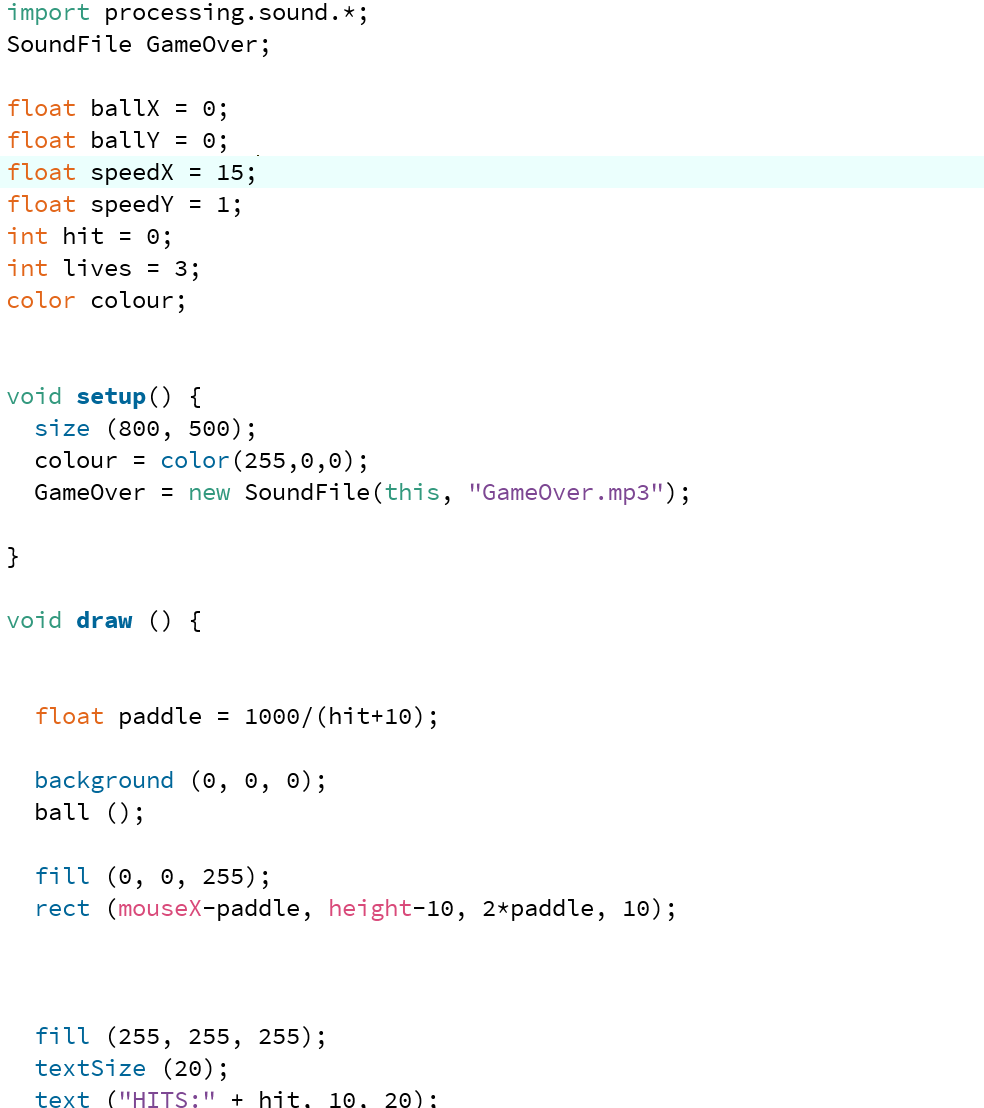 import processing.sound.*;
SoundFile GameOver;
float ballX = 0;
float ballY = 0;
float speedX = 15;
float speedY = 1;
int hit = 0;
int lives = 3;
color colour;
void setup() {
size (800, 500);
colour = color(255,0,0);
GameOver = new SoundFile(this, "GameOver.mp3");
}
void draw () {
float paddle = 1000/(hit+10);
background (0, 0, 0);
ball ();
fill (0, 0, 255);
rect (mouseX-paddle, height-10, 2*paddle, 10);
fill (255, 255, 255);
textSize (20);
text ("HITS:" + hit, 10, 20);